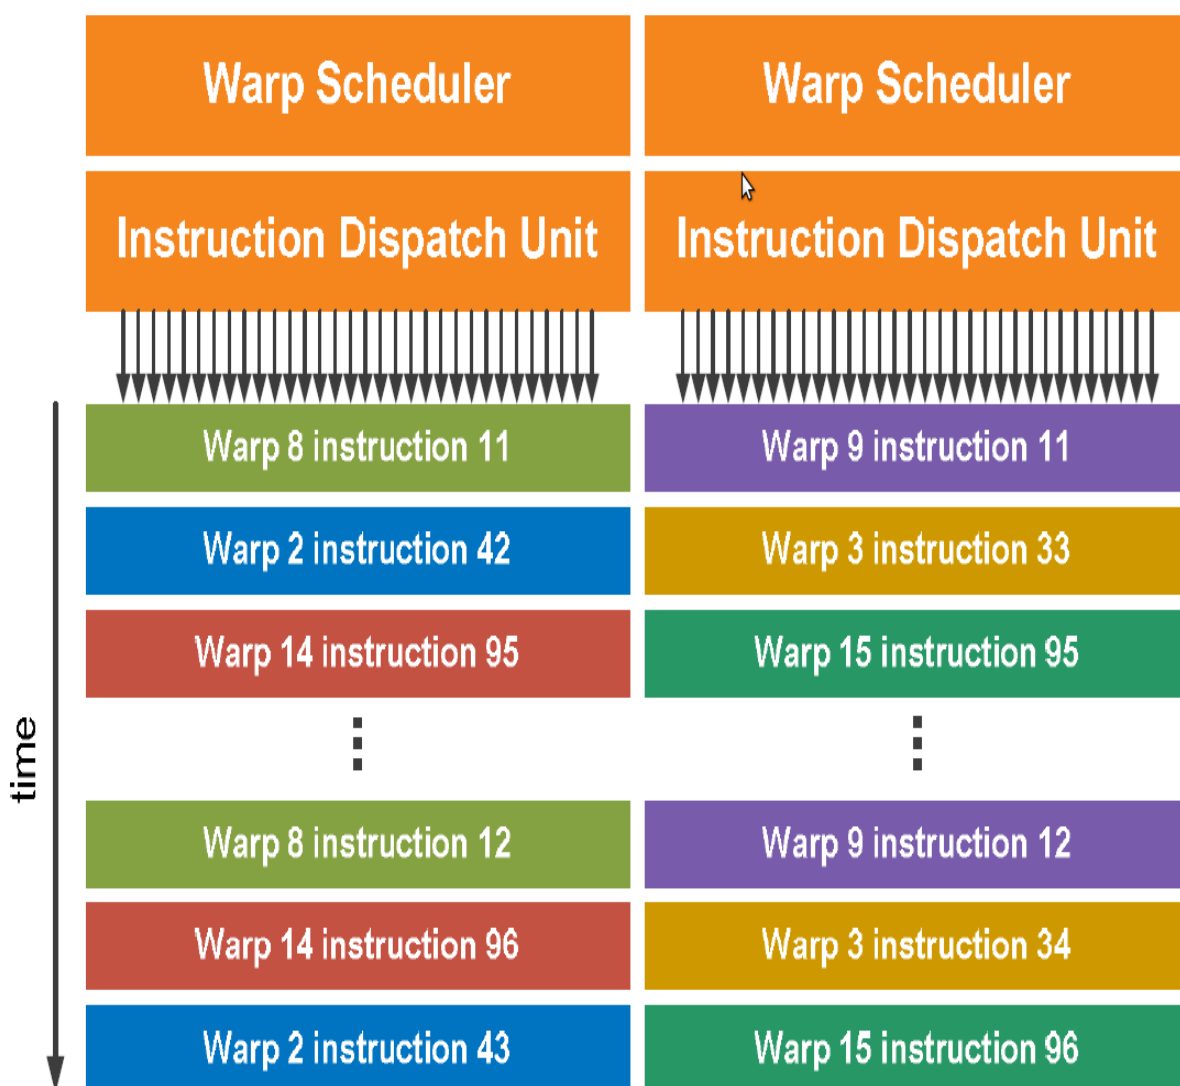 Warp Scheduler
Warp Scheduler
Instruction Dispatch Unit
Instruction Dispatch Unit
Warp 8 instruction 11
Warp 9 instruction 11
Warp 2 instruction 42
Warp 3 instruction 33
Warp 14 instruction 95
Warp 15 instruction 95
time
Warp 8 instruction 12
Warp 9 instruction 12
Warp 14 instruction 96
Warp 3 instruction 34
Warp 2 instruction 43
Warp 15 instruction 96